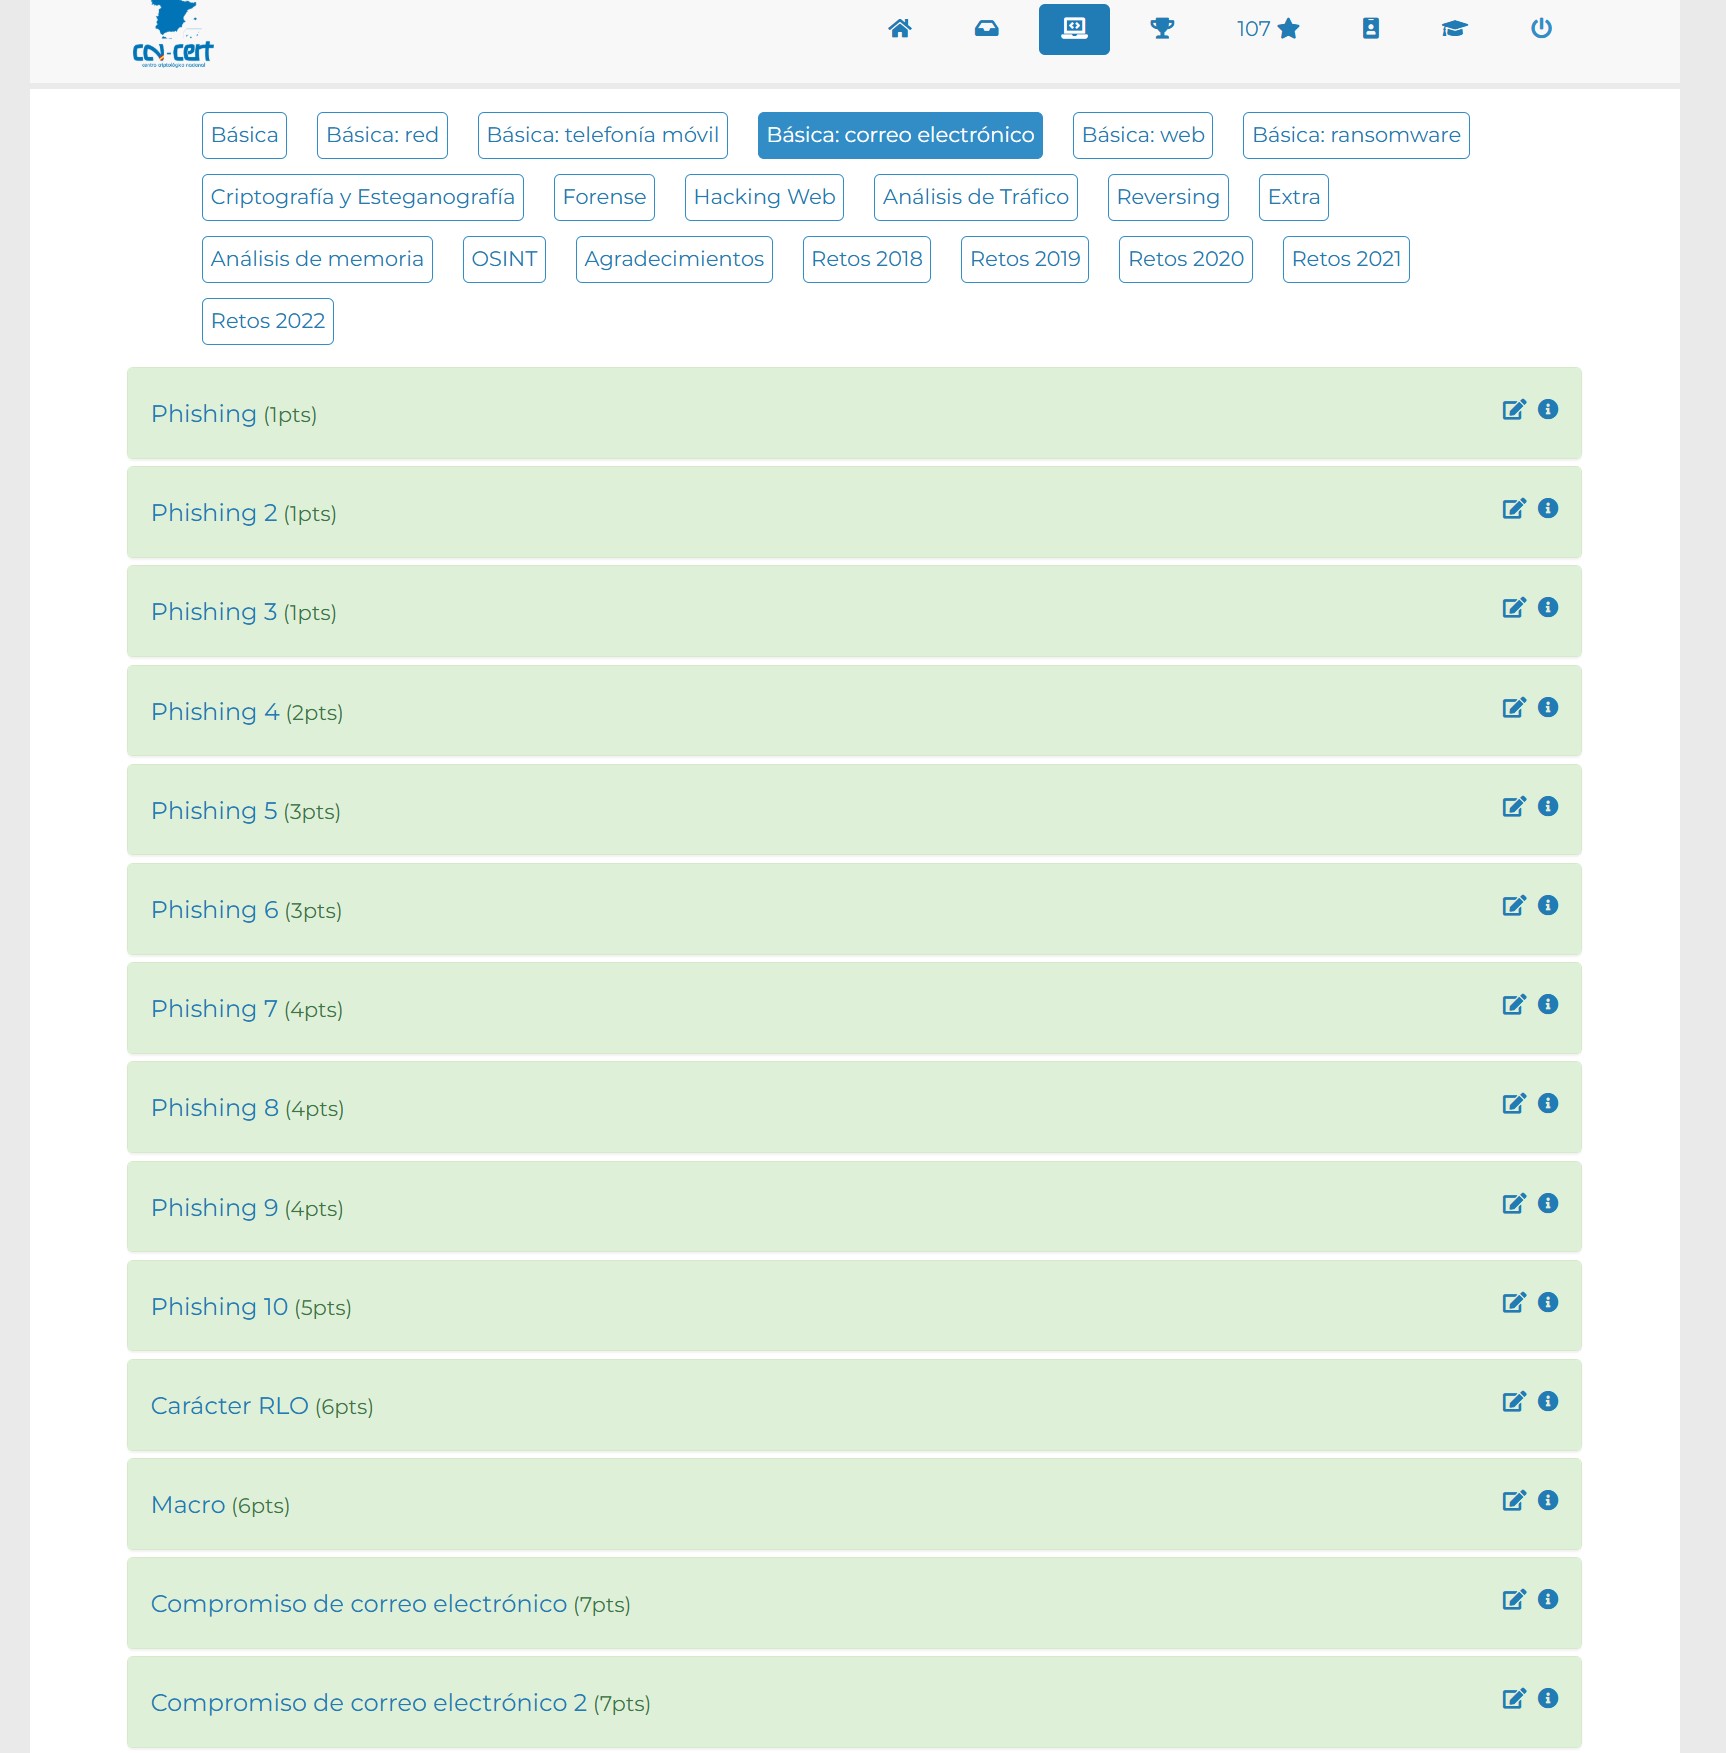 ccn-cert
centro criptológico nacional
107
Básica Básica: red Básica: telefonía móvil Básica: correo electrónico Básica: web Básica: ransomware
Criptografía y Esteganografía Forense Hacking Web Análisis de Tráfico Reversing Extra
Análisis de memoria OSINT Agradecimientos Retos 2018 Retos 2019 Retos 2020 Retos 2021
Retos 2022
Phishing (1pts)
Phishing 2 (1pts)
Phishing 3 (1pts)
Phishing 4 (2pts)
Phishing 5 (3pts)
Phishing 6 (3pts)
Phishing 7 (4pts)
Phishing 8 (4pts)
Phishing 9 (4pts)
Phishing 10 (5pts)
Carácter RLO (6pts)
Macro (6pts)
Compromiso de correo electrónico (7pts)
Compromiso de correo electrónico 2 (7pts)